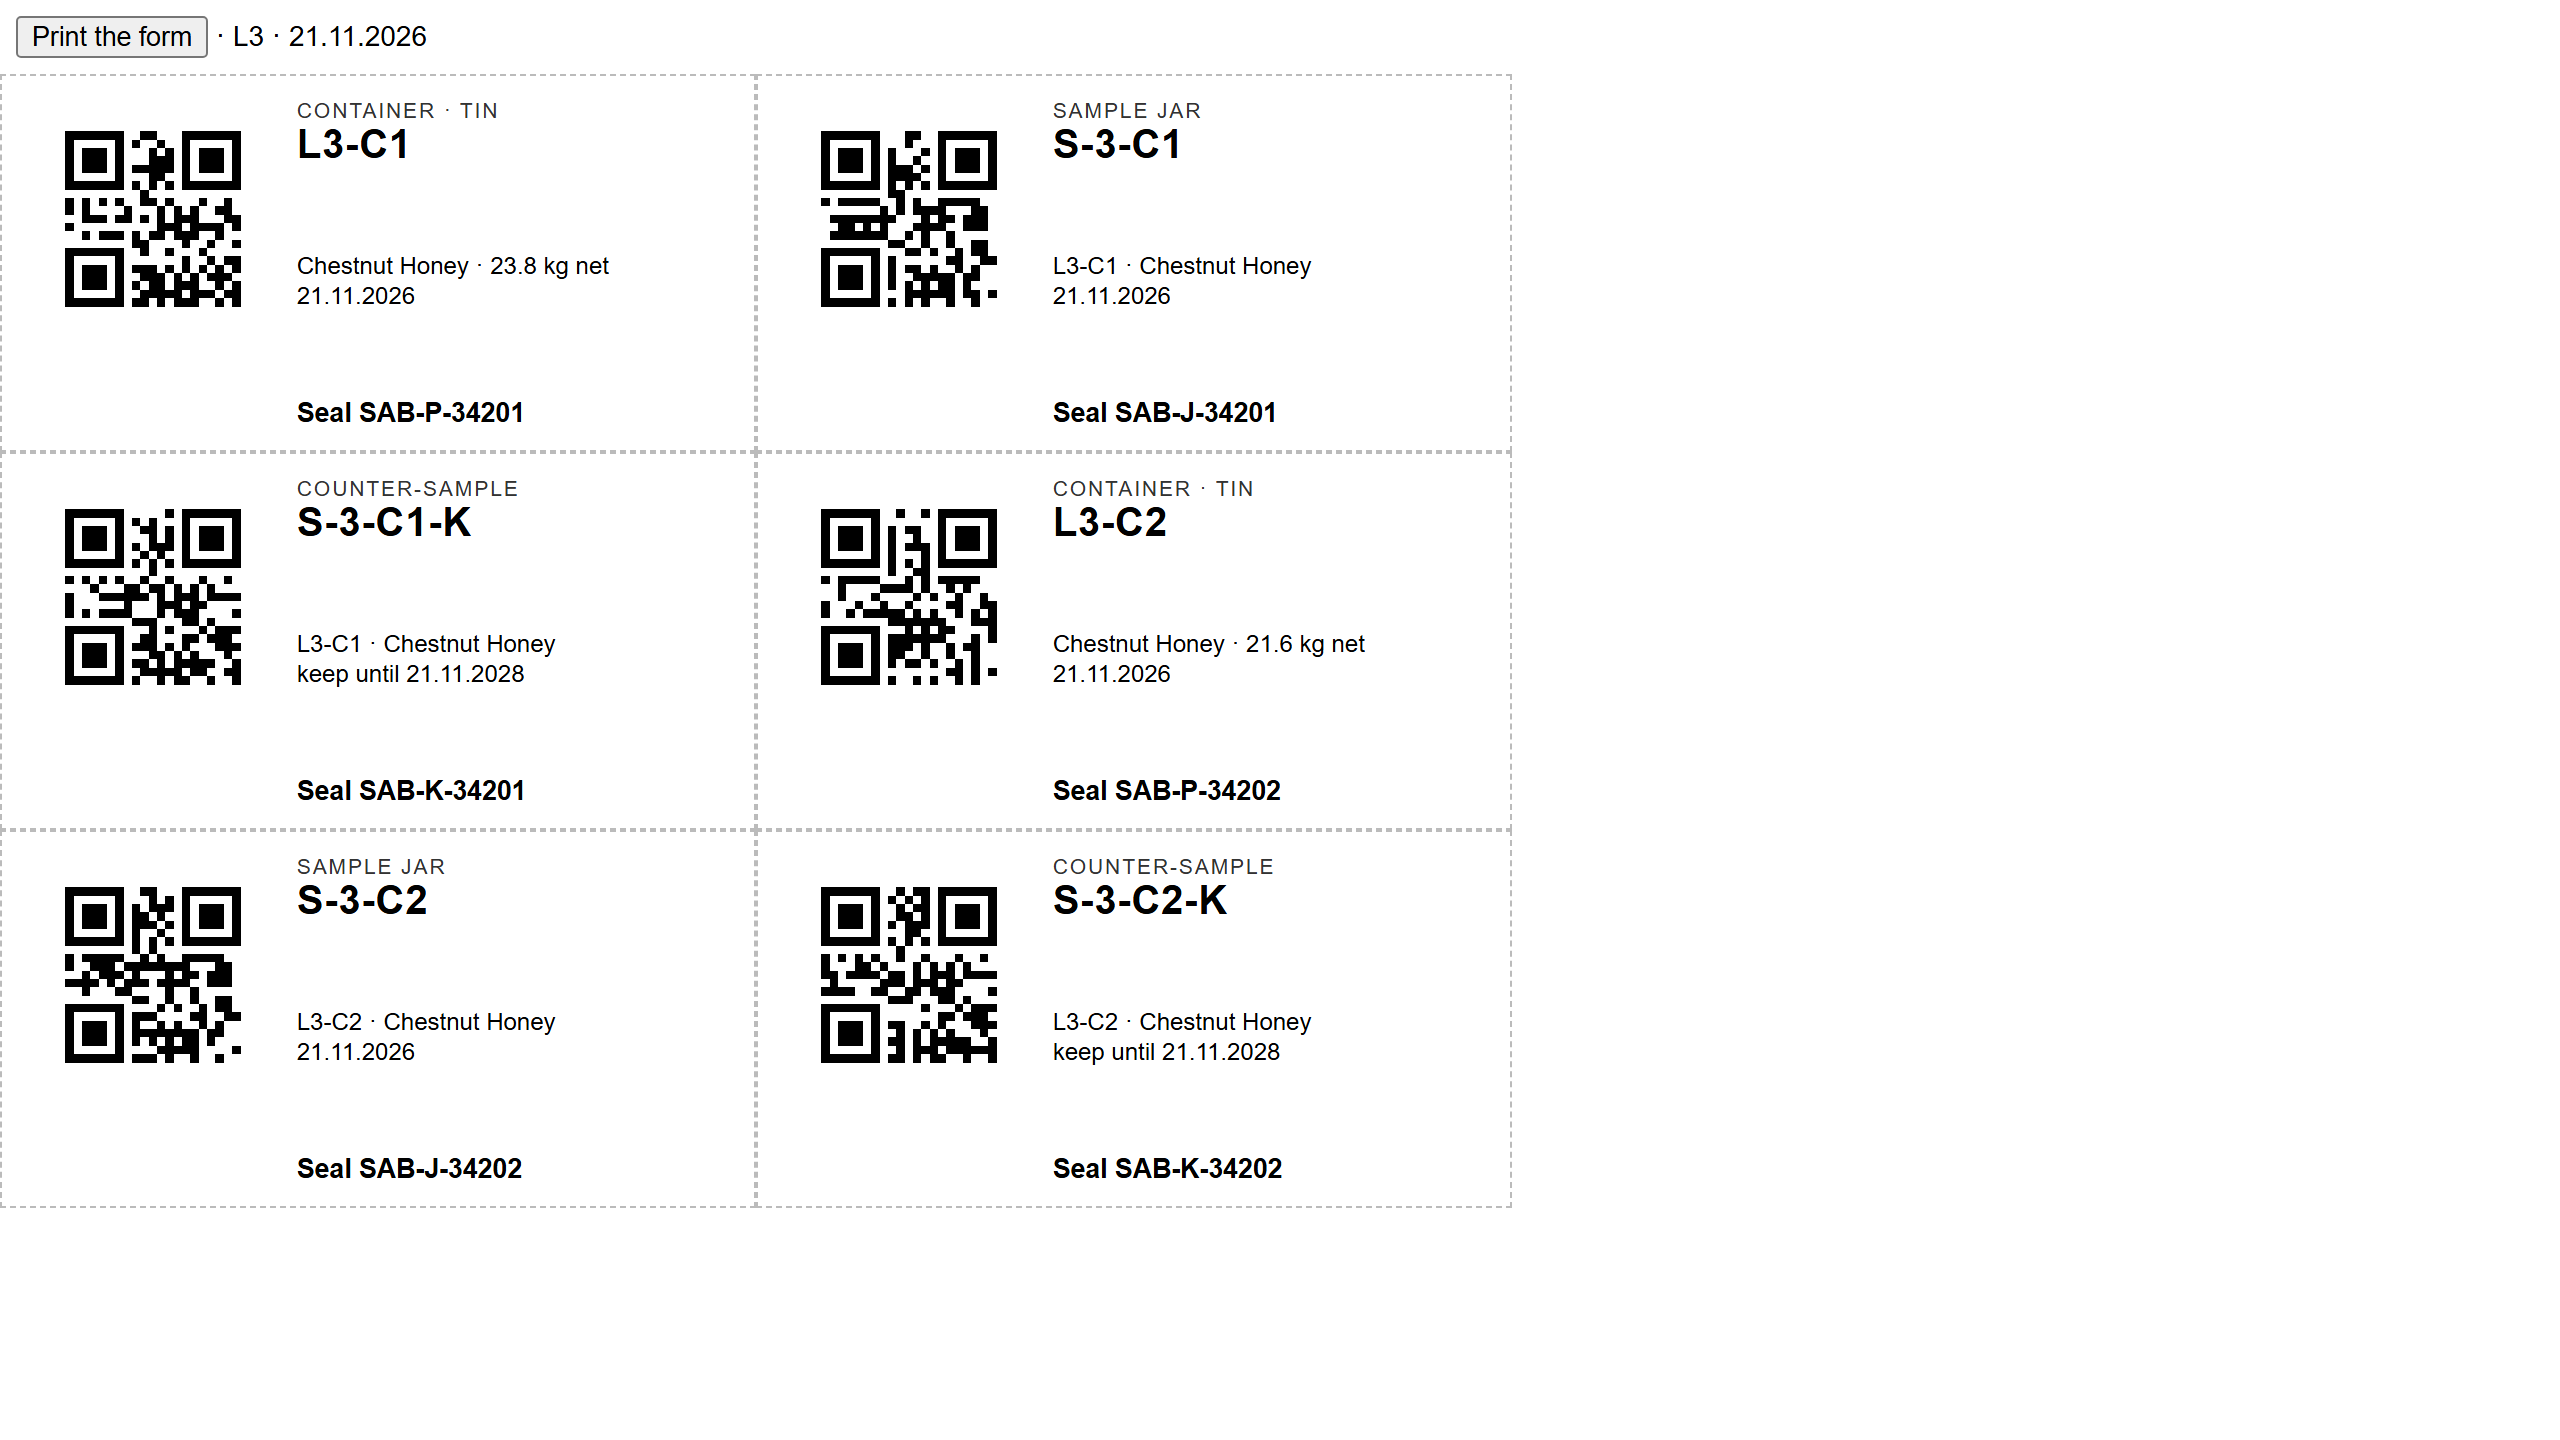 Print the form · L3 · 21.11.2026
CONTAINER · TIN
L3-C1
Chestnut Honey · 23.8 kg net
21.11.2026
Seal SAB-P-34201
SAMPLE JAR
S-3-C1
L3-C1 · Chestnut Honey
21.11.2026
Seal SAB-J-34201
COUNTER-SAMPLE
S-3-C1-K
L3-C1 · Chestnut Honey
keep until 21.11.2028
Seal SAB-K-34201
CONTAINER · TIN
L3-C2
Chestnut Honey · 21.6 kg net
21.11.2026
Seal SAB-P-34202
SAMPLE JAR
S-3-C2
L3-C2 · Chestnut Honey
21.11.2026
Seal SAB-J-34202
COUNTER-SAMPLE
S-3-C2-K
L3-C2 · Chestnut Honey
keep until 21.11.2028
Seal SAB-K-34202